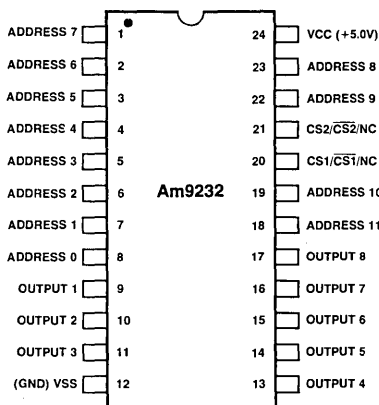 ADDRESS 7 1 24 VCC (+5.0V)
ADDRESS 6 2 23 ADDRESS 8
ADDRESS 5 3 22 ADDRESS 9
ADDRESS 4 4 21 CS2/C̅S̅2̅/NC
ADDRESS 3 5 20 CS1/C̅S̅1̅/NC
ADDRESS 2 6 Am9232 19 ADDRESS 10
ADDRESS 1 7 18 ADDRESS 11
ADDRESS 0 8 17 OUTPUT 8
OUTPUT 1 9 16 OUTPUT 7
OUTPUT 2 10 15 OUTPUT 6
OUTPUT 3 11 14 OUTPUT 5
(GND) VSS 12 13 OUTPUT 4